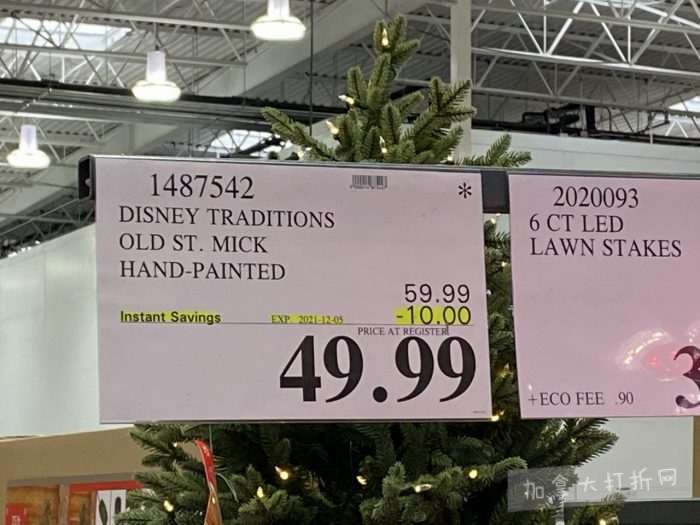 1487542
*
DISNEY TRADITIONS
OLD ST. MICK
HAND-PAINTED
59.99
Instant Savings EXP. 2021-12-05 -10.00
PRICE AT REGISTER
49.99
2020093
6 CT LED
LAWN STAKES
3
+ECO FEE .90
加拿大打折网